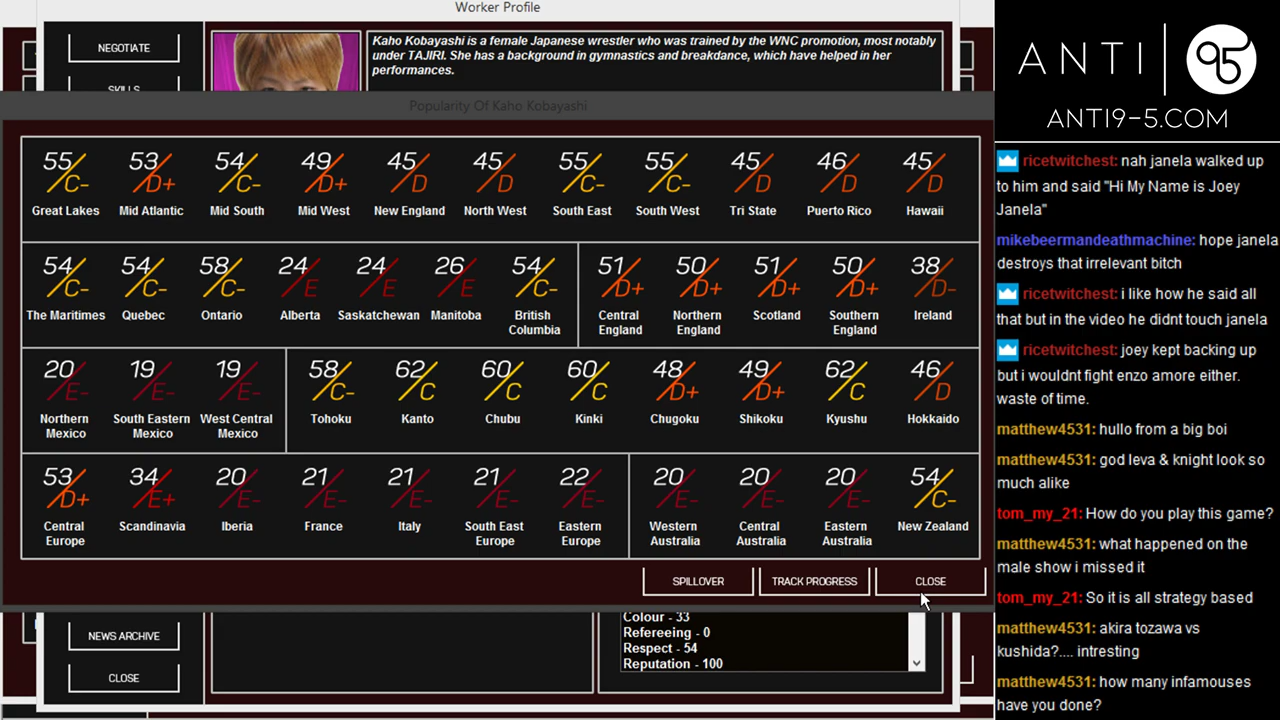 Worker Profile
NEGOTIATE
SKILLS
Kaho Kobayashi is a female Japanese wrestler who was trained by the WNC promotion, most notably
under TAJIRI. She has a background in gymnastics and breakdance, which have helped in her
performances.
Popularity Of Kaho Kobayashi
55/C- 53/D+ 54/C- 49/D+ 45/D 45/D 55/C- 55/C- 45/D 46/D 45/D
Great Lakes Mid Atlantic Mid South Mid West New England North West South East South West Tri State Puerto Rico Hawaii
54/C- 54/C- 58/C- 24/E 24/E 26/E 54/C- 51/D+ 50/D+ 51/D+ 50/D+ 38/D-
The Maritimes Quebec Ontario Alberta Saskatchewan Manitoba British Columbia Central England Northern England Scotland Southern England Ireland
20/E- 19/E- 19/E- 58/C- 62/C 60/C 60/C 48/D+ 49/D+ 62/C 46/D
Northern Mexico South Eastern Mexico West Central Mexico Tohoku Kanto Chubu Kinki Chugoku Shikoku Kyushu Hokkaido
53/D+ 34/E+ 20/E- 21/E- 21/E- 21/E- 22/E- 20/E- 20/E- 20/E- 54/C-
Central Europe Scandinavia Iberia France Italy South East Europe Eastern Europe Western Australia Central Australia Eastern Australia New Zealand
SPILLOVER TRACK PROGRESS CLOSE
NEWS ARCHIVE
CLOSE
Colour - 33
Refereeing - 0
Respect - 54
Reputation - 100
ANTI 95
ANTI9-5.COM
ricetwitchest: nah janela walked up
to him and said "Hi My Name is Joey
Janela"
mikebeermandeathmachine: hope janela
destroys that irrelevant bitch
ricetwitchest: i like how he said all
that but in the video he didnt touch janela
ricetwitchest: joey kept backing up
but i wouldnt fight enzo amore either.
waste of time.
matthew4531: hullo from a big boi
matthew4531: god leva & knight look so
much alike
tom_my_21: How do you play this game?
matthew4531: what happened on the
male show i missed it
tom_my_21: So it is all strategy based
matthew4531: akira tozawa vs
kushida?.... intresting
matthew4531: how many infamouses
have you done?